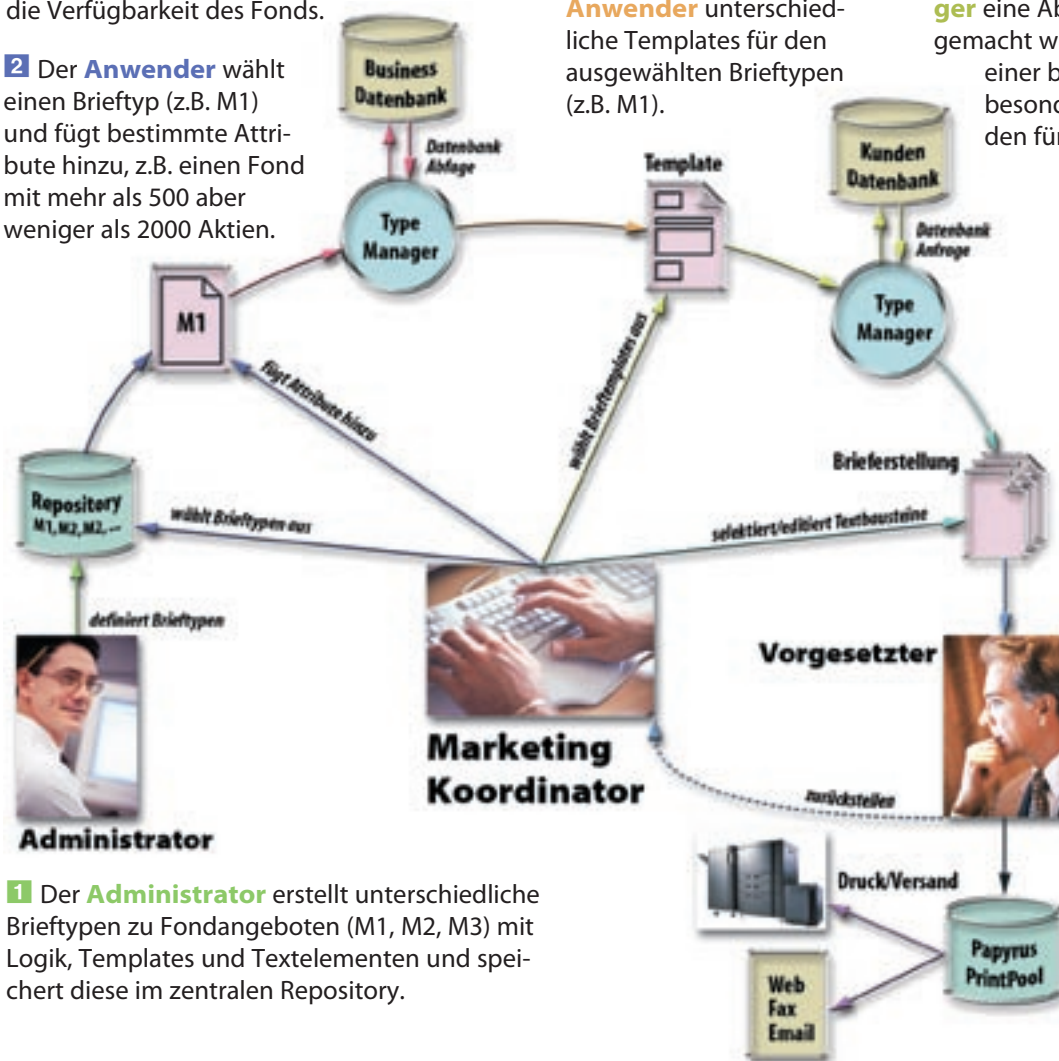 die Verfügbarkeit des Fonds.
2 Der Anwender wählt
einen Brieftyp (z.B. M1)
und fügt bestimmte Attri-
bute hinzu, z.B. einen Fond
mit mehr als 500 aber
weniger als 2000 Aktien.
Anwender unterschied-
liche Templates für den
ausgewählten Brieftypen
(z.B. M1).
ger eine Ab
gemacht w
einer b
besond
den für
Business
Datenbank
Datenbank
Abfage
Type
Manager
Template
Kunden
Datenbank
Datenbank
Anfrage
Type
Manager
M1
fügt Attribute hinzu
wählt Brieftemplates aus
Brieferstellung
Repository
M1, M2, M2, ...
wählt Brieftypen aus
selektiert/editiert Textbausteine
definiert Brieftypen
Vorgesetzter
Marketing
Koordinator
zurückstellen
Administrator
1 Der Administrator erstellt unterschiedliche
Brieftypen zu Fondangeboten (M1, M2, M3) mit
Logik, Templates und Textelementen und spei-
chert diese im zentralen Repository.
Druck/Versand
Papyrus
PrintPool
Web
Fax
Email